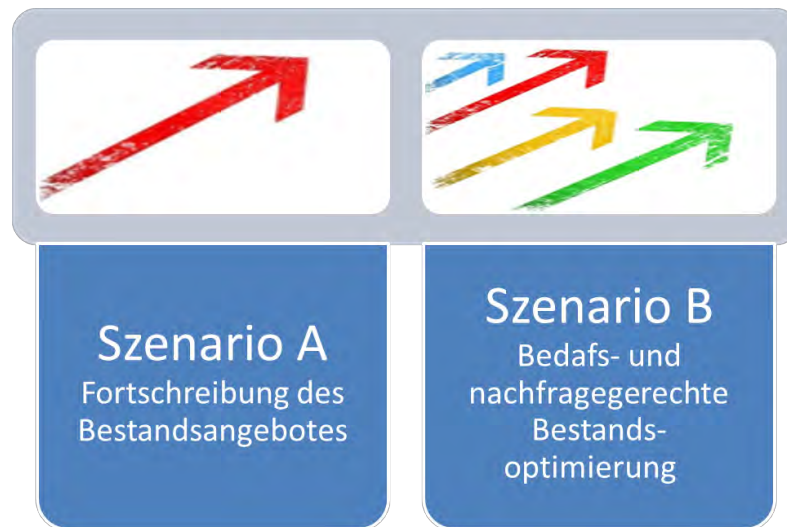 Szenario A
Fortschreibung des
Bestandsangebotes
Szenario B
Bedafs- und
nachfragegerechte
Bestands-
optimierung